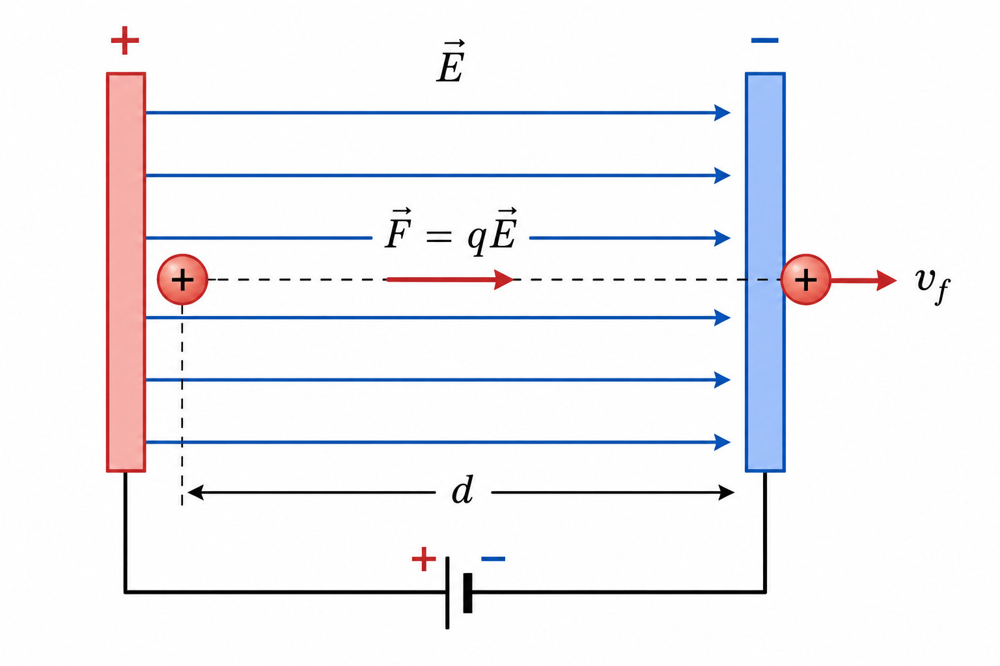 + −
E⃗
F⃗ = qE⃗
+ + v_f
d
+ −